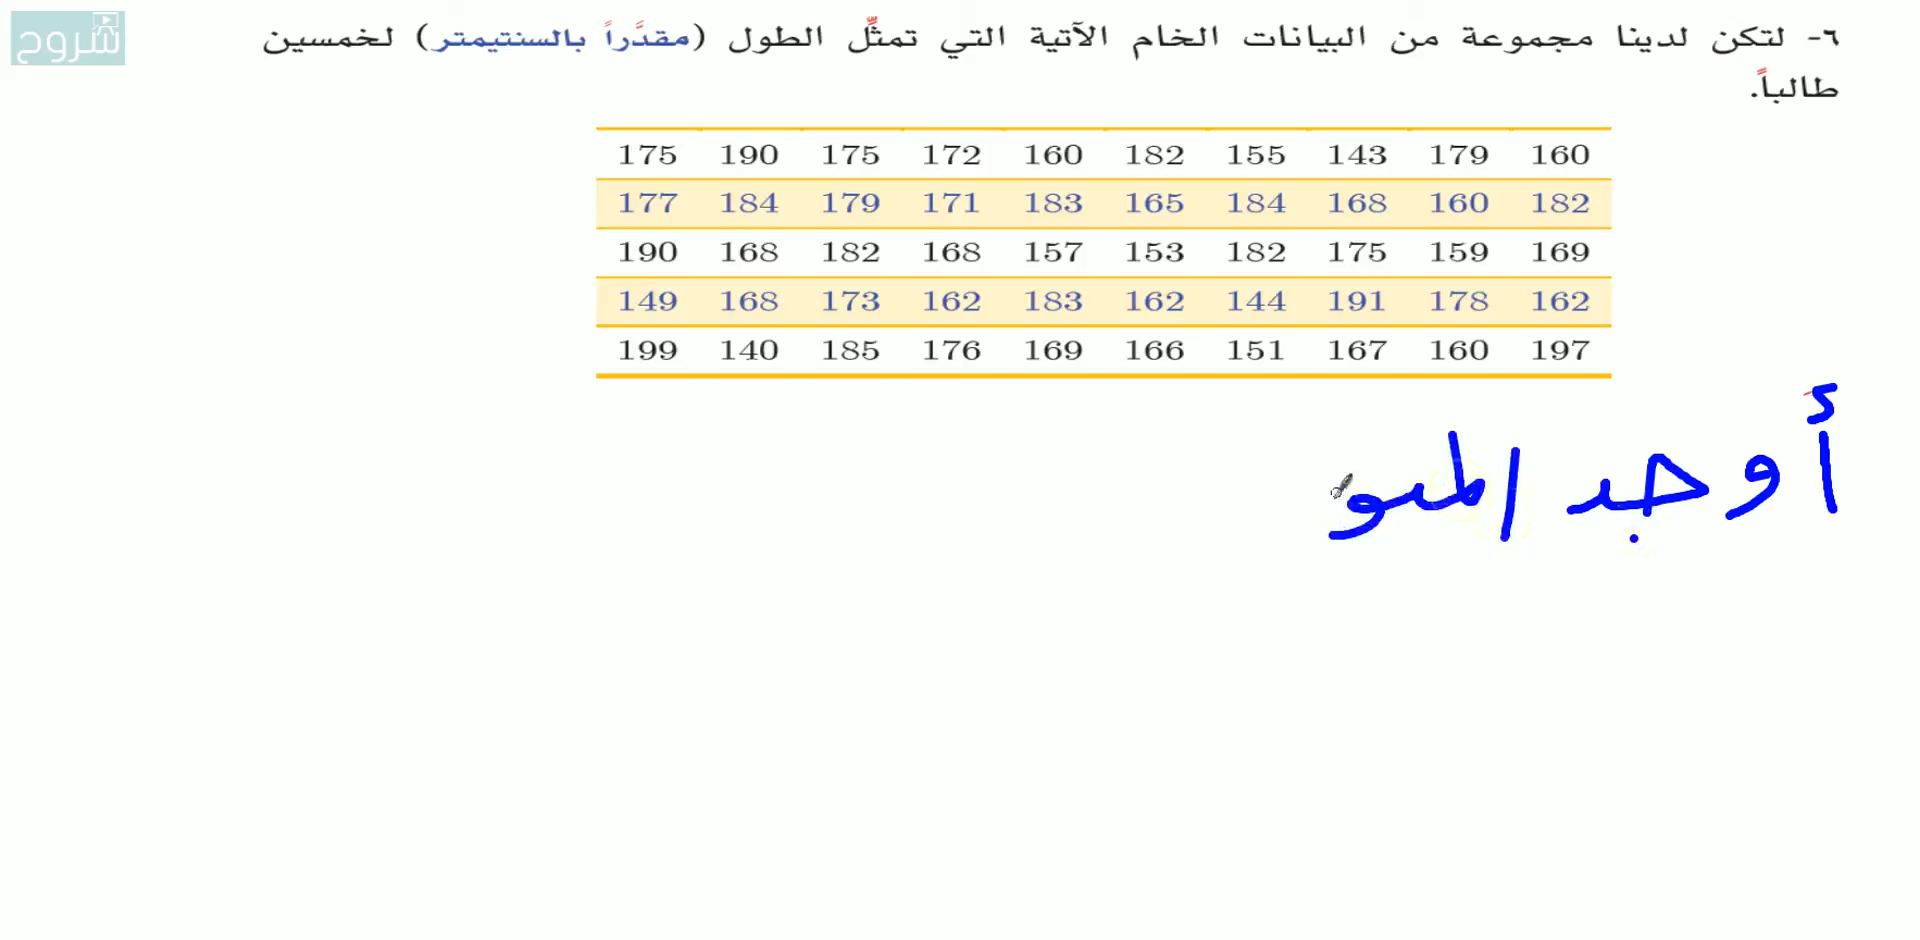 شروح
٦- لتكن لدينا مجموعة من البيانات الخام الآتية التي تمثِّل الطول (مقدَّراً بالسنتيمتر) لخمسين
طالباً.
175 190 175 172 160 182 155 143 179 160
177 184 179 171 183 165 184 168 160 182
190 168 182 168 157 153 182 175 159 169
149 168 173 162 183 162 144 191 178 162
199 140 185 176 169 166 151 167 160 197
أوجد